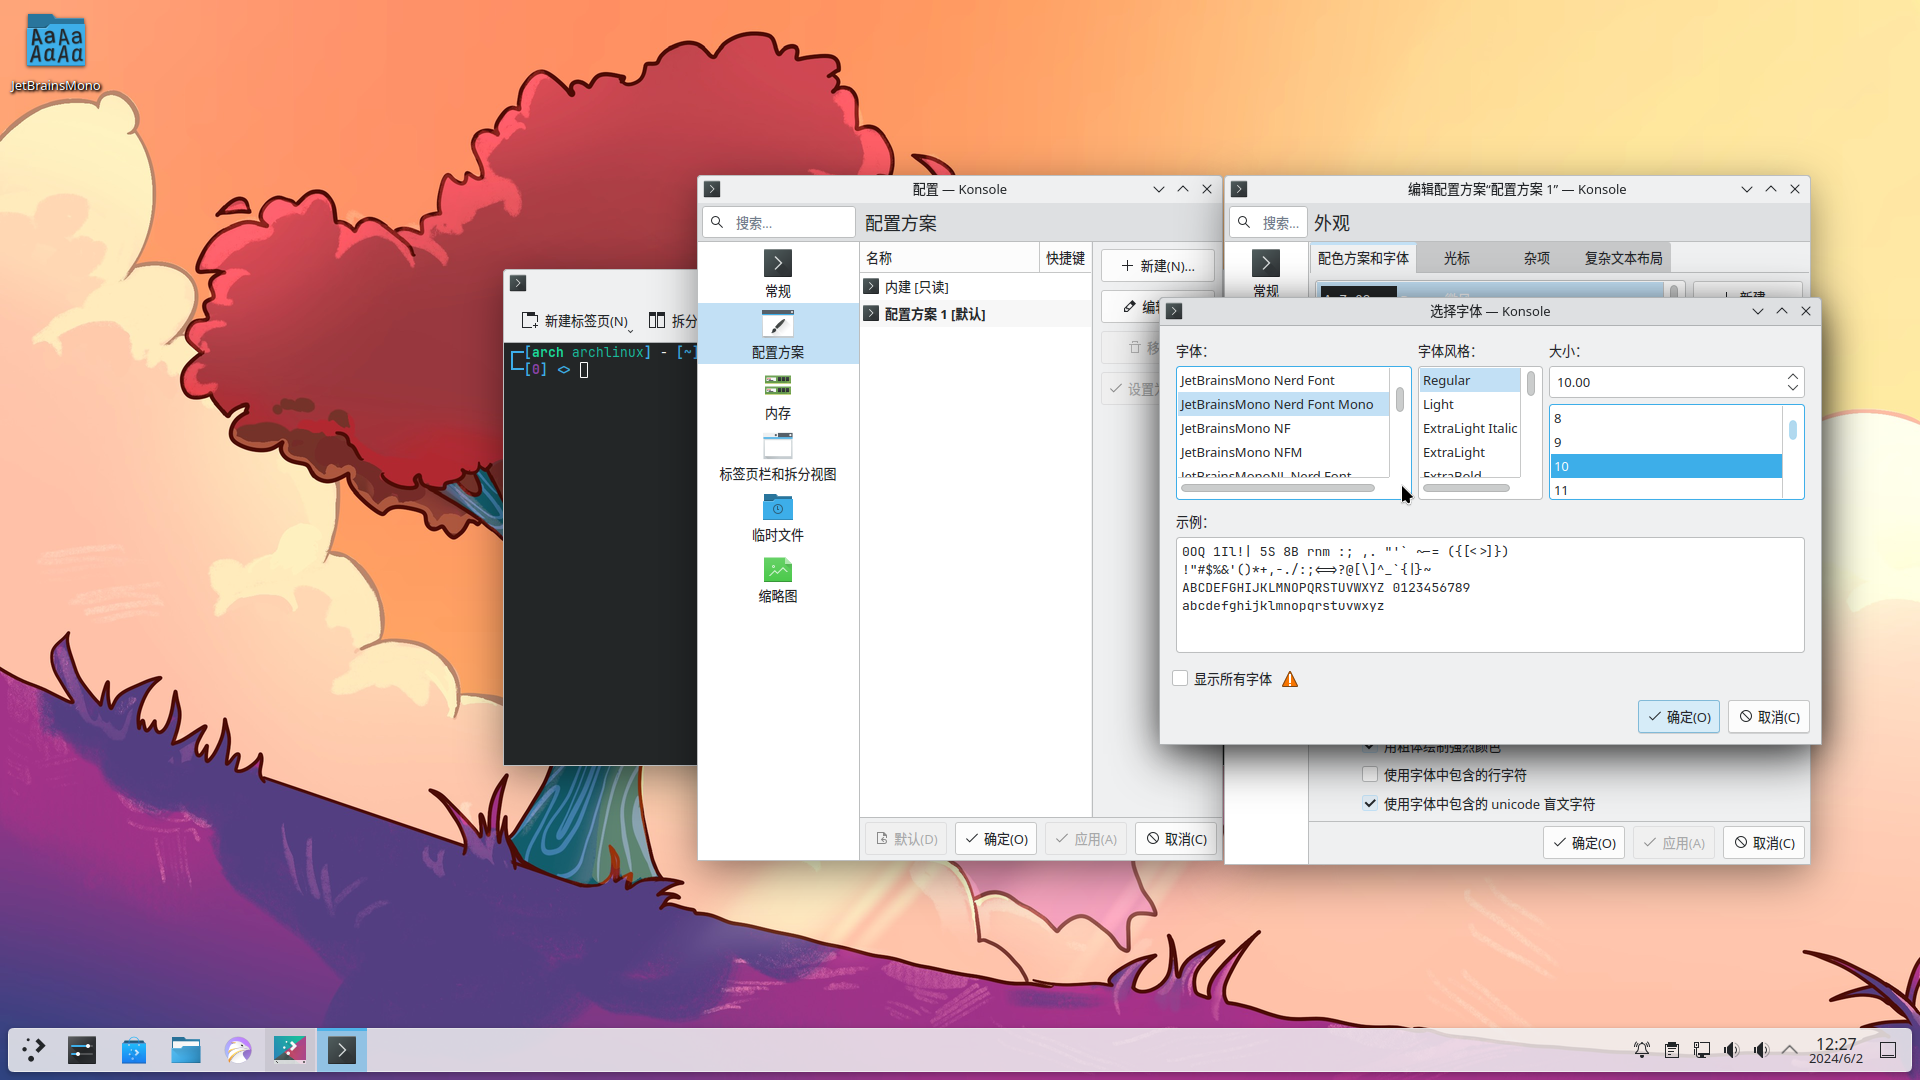 AaAa
AaAa
JetBrainsMono
新建标签页(N)
拆分
[arch archlinux] - [~]
[0] <>
配置 — Konsole
搜索...
配置方案
常规
配置方案
内存
标签页栏和拆分视图
临时文件
缩略图
名称
快捷键
内建 [只读]
配置方案 1 [默认]
新建(N)...
编辑
移
设置为
默认(D)
确定(O)
应用(A)
取消(C)
编辑配置方案“配置方案 1” — Konsole
搜索...
外观
常规
配色方案和字体
光标
杂项
复杂文本布局
新建
选择字体 — Konsole
字体:
字体风格:
大小:
JetBrainsMono Nerd Font
JetBrainsMono Nerd Font Mono
JetBrainsMono NF
JetBrainsMono NFM
JetBrainsMonoNL Nerd Font
Regular
Light
ExtraLight Italic
ExtraLight
ExtraBold
10.00
8
9
10
11
示例:
0OQ 1Il!| 5S 8B rnm :; ,. "'` ~-= ({[<>]})
!"#$%&'()*+,-./:;<=>?@[\]^_`{|}~
ABCDEFGHIJKLMNOPQRSTUVWXYZ 0123456789
abcdefghijklmnopqrstuvwxyz
显示所有字体
确定(O)
取消(C)
用粗体绘制强烈颜色
使用字体中包含的行字符
使用字体中包含的 unicode 盲文字符
确定(O)
应用(A)
取消(C)
12:27
2024/6/2